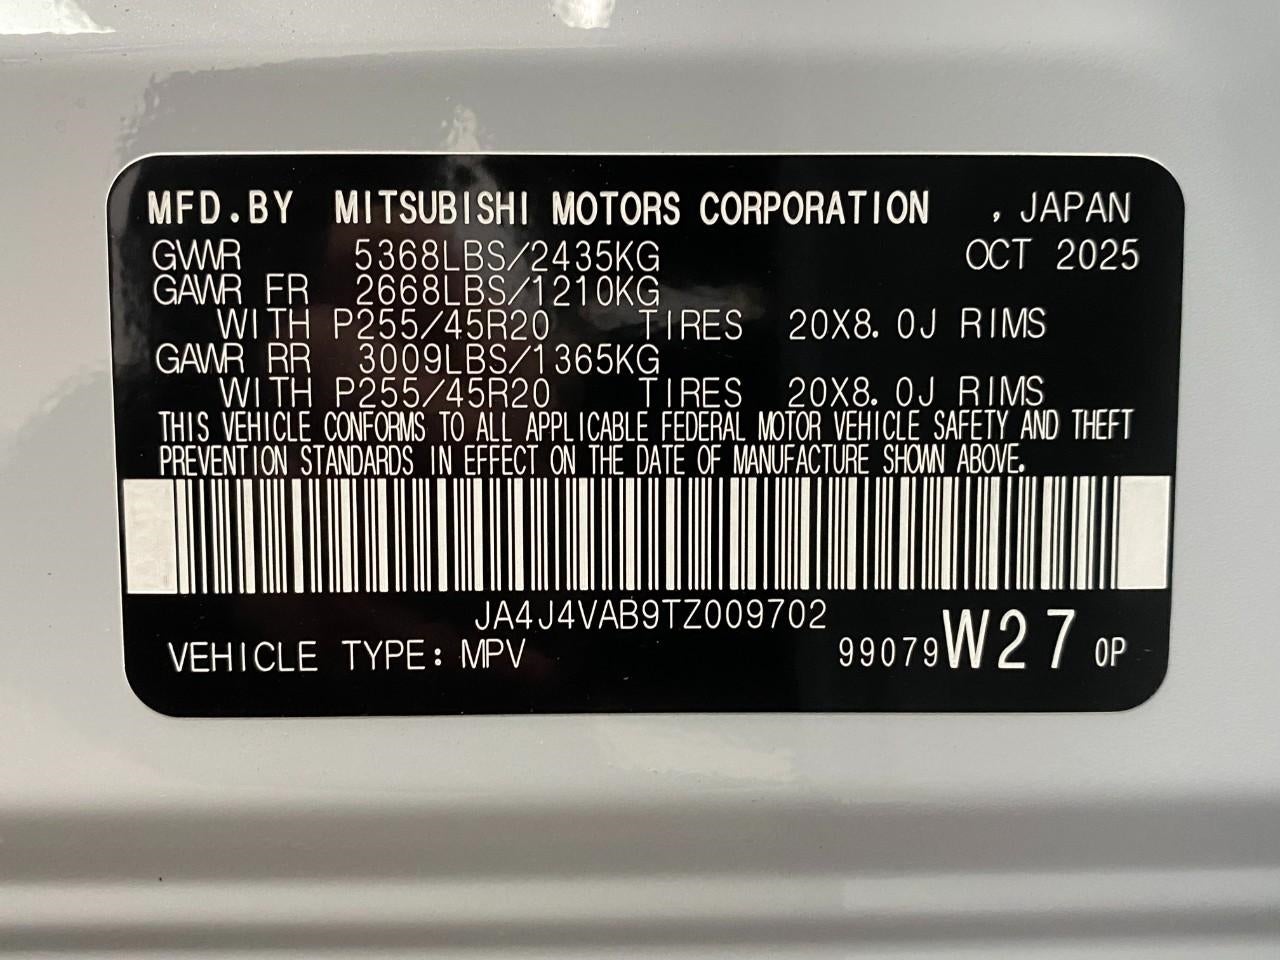 MFD.BY MITSUBISHI MOTORS CORPORATION , JAPAN
GVWR 5368LBS/2435KG OCT 2025
GAWR FR 2668LBS/1210KG
WITH P255/45R20 TIRES 20X8.0J RIMS
GAWR RR 3009LBS/1365KG
WITH P255/45R20 TIRES 20X8.0J RIMS
THIS VEHICLE CONFORMS TO ALL APPLICABLE FEDERAL MOTOR VEHICLE SAFETY AND THEFT
PREVENTION STANDARDS IN EFFECT ON THE DATE OF MANUFACTURE SHOWN ABOVE.
JA4J4VAB9TZ009702
VEHICLE TYPE: MPV 99079 W27 0P